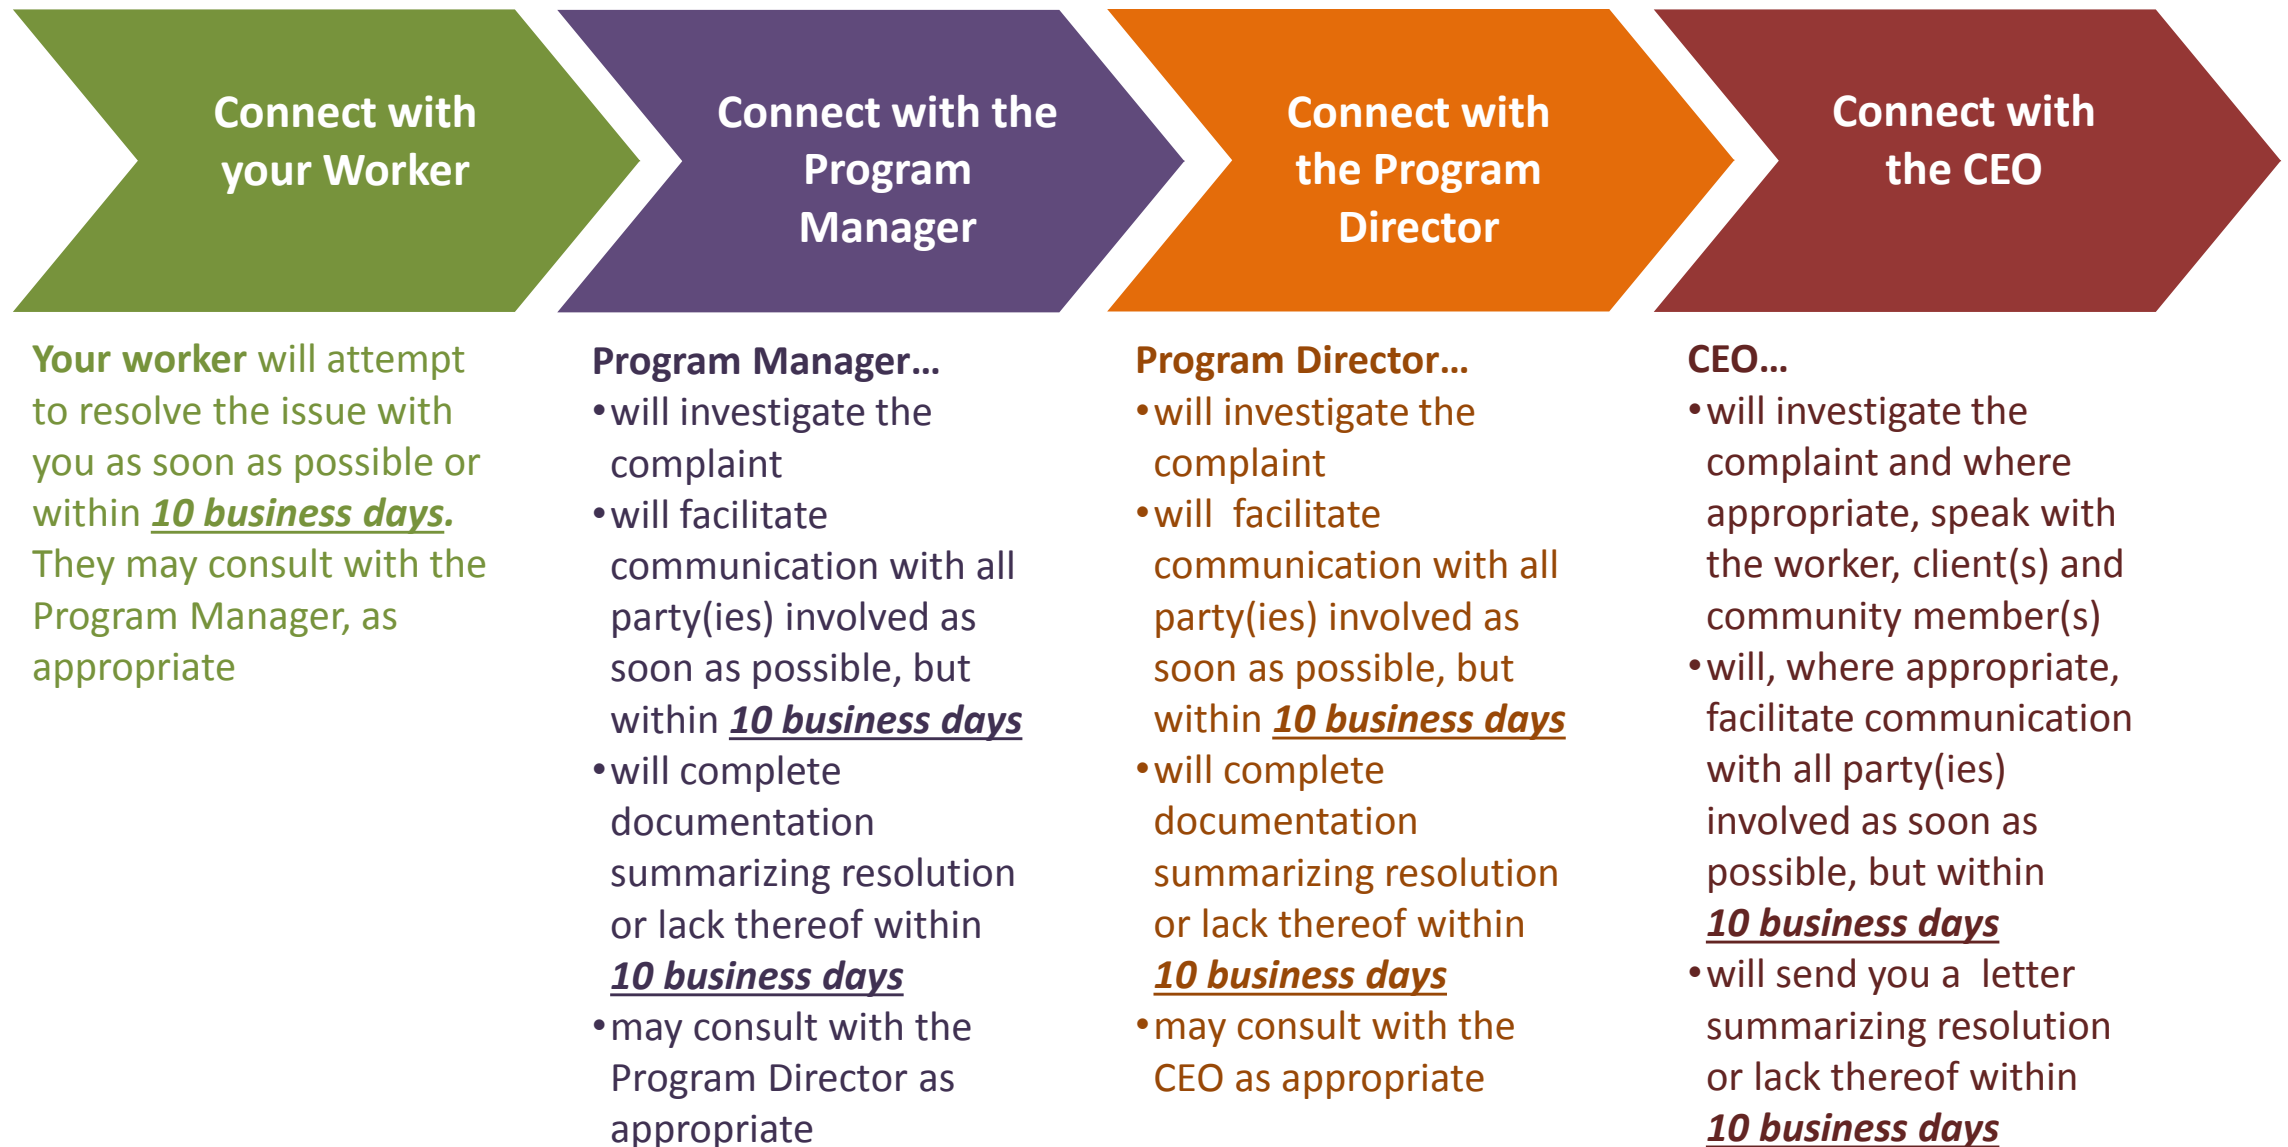 Connect with
your Worker
Connect with the
Program
Manager
Connect with
the Program
Director
Connect with
the CEO
Your worker will attempt
to resolve the issue with
you as soon as possible or
within 10 business days.
They may consult with the
Program Manager, as
appropriate
Program Manager…
•will investigate the
complaint
•will facilitate
communication with all
party(ies) involved as
soon as possible, but
within 10 business days
•will complete
documentation
summarizing resolution
or lack thereof within
10 business days
•may consult with the
Program Director as
appropriate
Program Director…
•will investigate the
complaint
•will  facilitate
communication with all
party(ies) involved as
soon as possible, but
within 10 business days
•will complete
documentation
summarizing resolution
or lack thereof within
10 business days
•may consult with the
CEO as appropriate
CEO…
•will investigate the
complaint and where
appropriate, speak with
the worker, client(s) and
community member(s)
•will, where appropriate,
facilitate communication
with all party(ies)
involved as soon as
possible, but within
10 business days
•will send you a  letter
summarizing resolution
or lack thereof within
10 business days